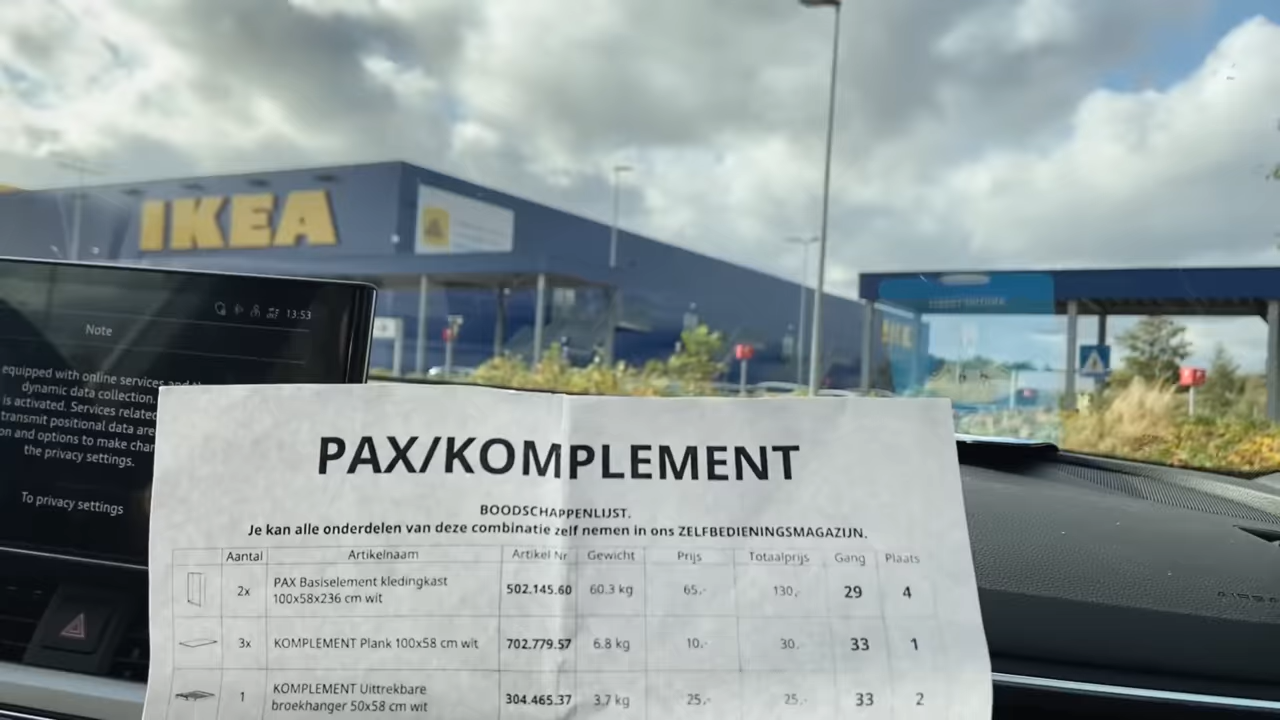 IKEA
13:53
Note
equipped with online services and
dynamic data collection.
is activated. Services related
transmit positional data are
on and options to make
the privacy settings.
To privacy settings
PAX/KOMPLEMENT
BOODSCHAPPENLIJST.
Je kan alle onderdelen van deze combinatie zelf nemen in ons ZELFBEDIENINGSMAGAZIJN.
Aantal Artikelnaam Artikel Nr Gewicht Prijs Totaalprijs Gang Plaats
2x PAX Basiselement kledingkast 502.145.60 60.3 kg 65,- 130,- 29 4
100x58x236 cm wit
3x KOMPLEMENT Plank 100x58 cm wit 702.779.57 6.8 kg 10,- 30,- 33 1
1 KOMPLEMENT Uittrekbare 304.465.37 3.7 kg 25,- 25,- 33 2
broekhanger 50x58 cm wit